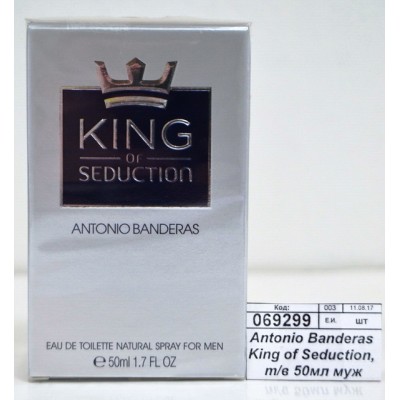 KING
OF
SEDUCTION
ANTONIO BANDERAS
EAU DE TOILETTE NATURAL SPRAY FOR MEN
℮ 50ml 1.7 FL OZ
Код: 003 11.08.17
069299 Е.И. шт
Antonio Banderas
King of Seduction,
т/в 50мл муж